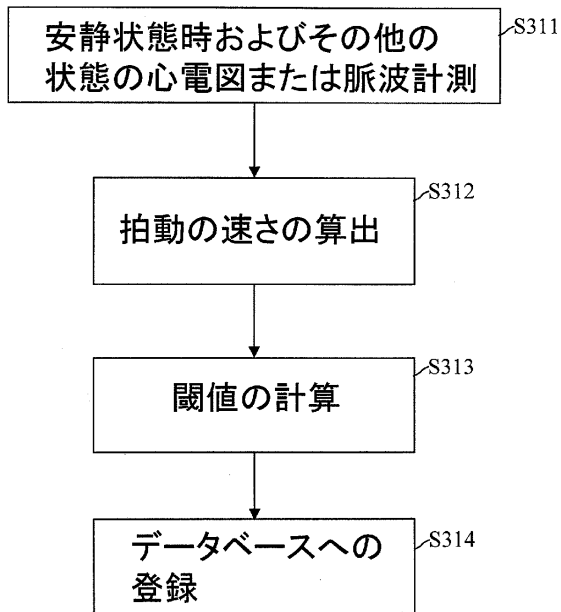 安静状態時およびその他の
状態の心電図または脈波計測
S311
拍動の速さの算出
S312
閾値の計算
S313
データベースへの
登録
S314